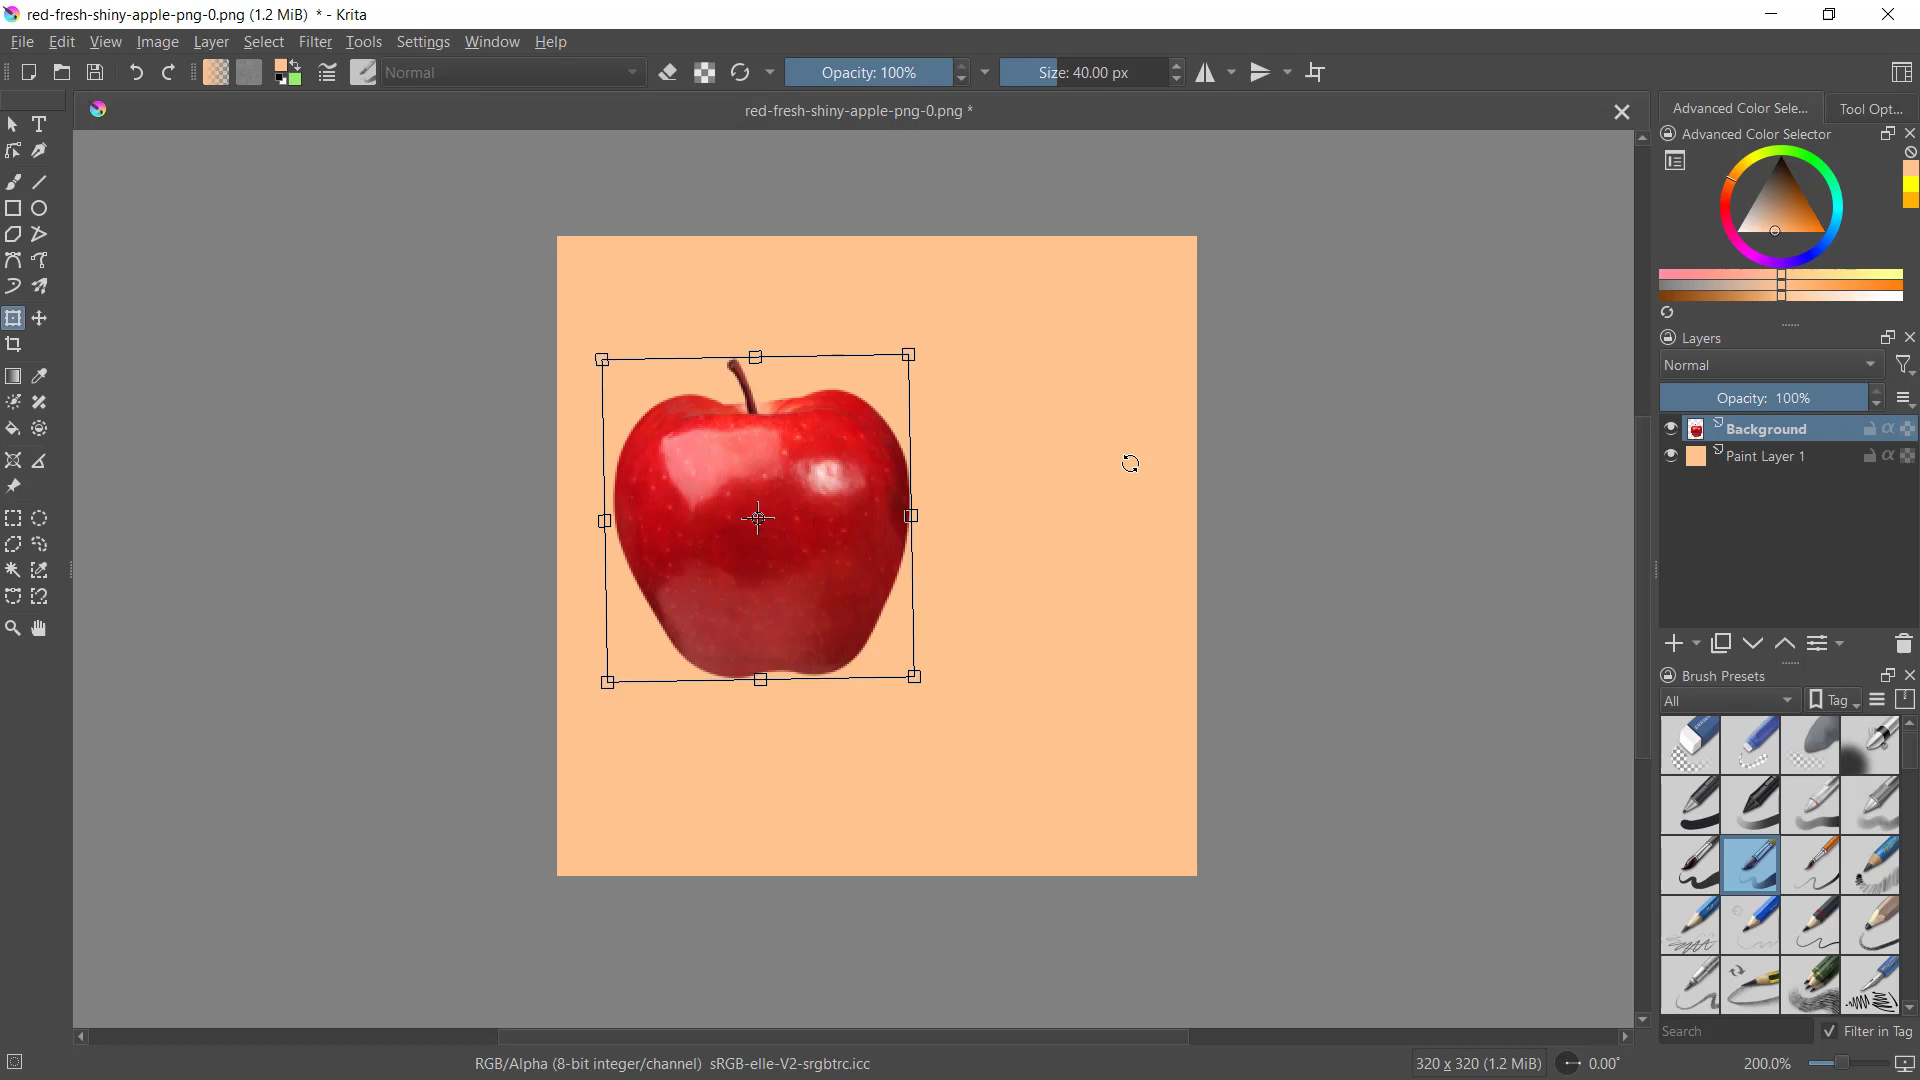 red-fresh-shiny-apple-png-0.png (1.2 MiB) * - Krita
File Edit View Image Layer Select Filter Tools Settings Window Help
Normal Opacity: 100% Size: 40.00 px
red-fresh-shiny-apple-png-0.png *
Advanced Color Sele... Tool Opt...
Advanced Color Selector
Layers
Normal
Opacity: 100%
Background
Paint Layer 1
Brush Presets
All Tag
Search Filter in Tag
RGB/Alpha (8-bit integer/channel) sRGB-elle-V2-srgbtrc.icc 320 x 320 (1.2 MiB) 0.00° 200.0%